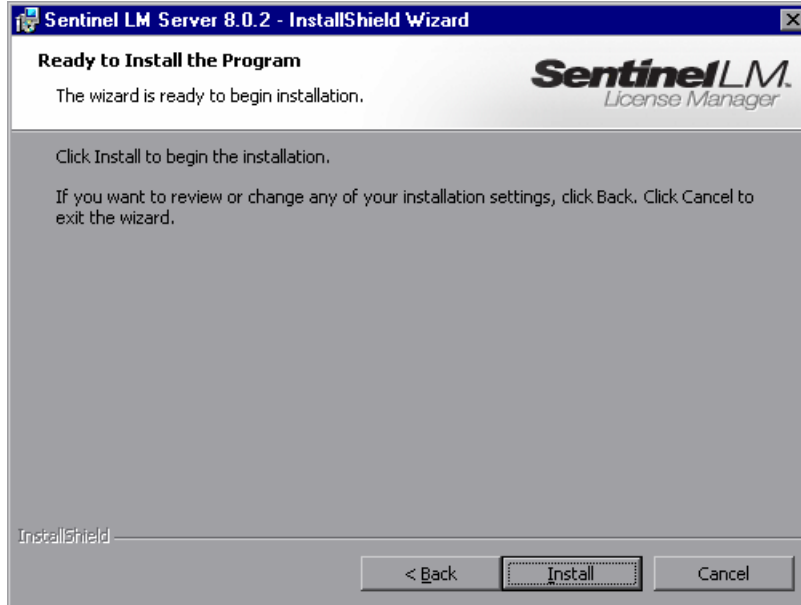 Sentinel LM Server 8.0.2 - InstallShield Wizard
Ready to Install the Program
The wizard is ready to begin installation.
SentinelLM.
License Manager
Click Install to begin the installation.
If you want to review or change any of your installation settings, click Back. Click Cancel to
exit the wizard.
InstallShield
< Back
Install
Cancel